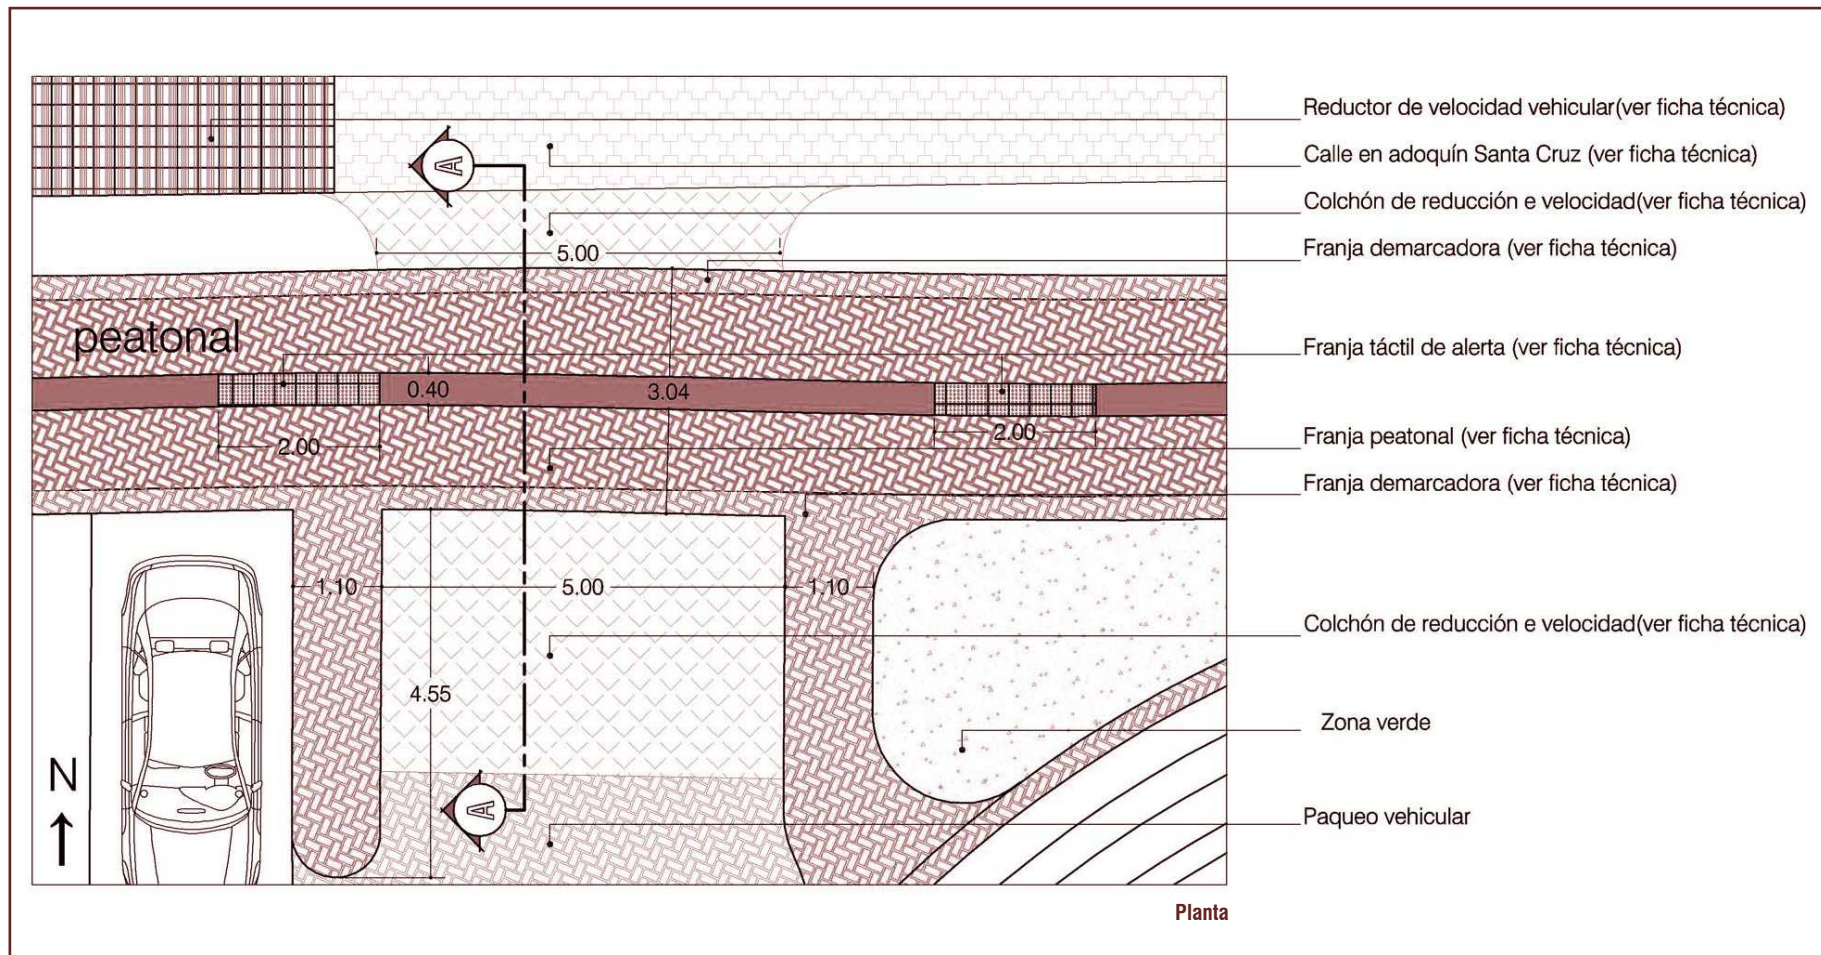 Reductor de velocidad vehicular(ver ficha técnica)
Calle en adoquín Santa Cruz (ver ficha técnica)
A
Colchón de reducción e velocidad(ver ficha técnica)
5.00
Franja demarcadora (ver ficha técnica)
peatonal
Franja táctil de alerta (ver ficha técnica)
0.40
3.04
2.00
2.00
Franja peatonal (ver ficha técnica)
Franja demarcadora (ver ficha técnica)
1.10
5.00
1.10
Colchón de reducción e velocidad(ver ficha técnica)
4.55
Zona verde
N
A
Paqueo vehicular
Planta